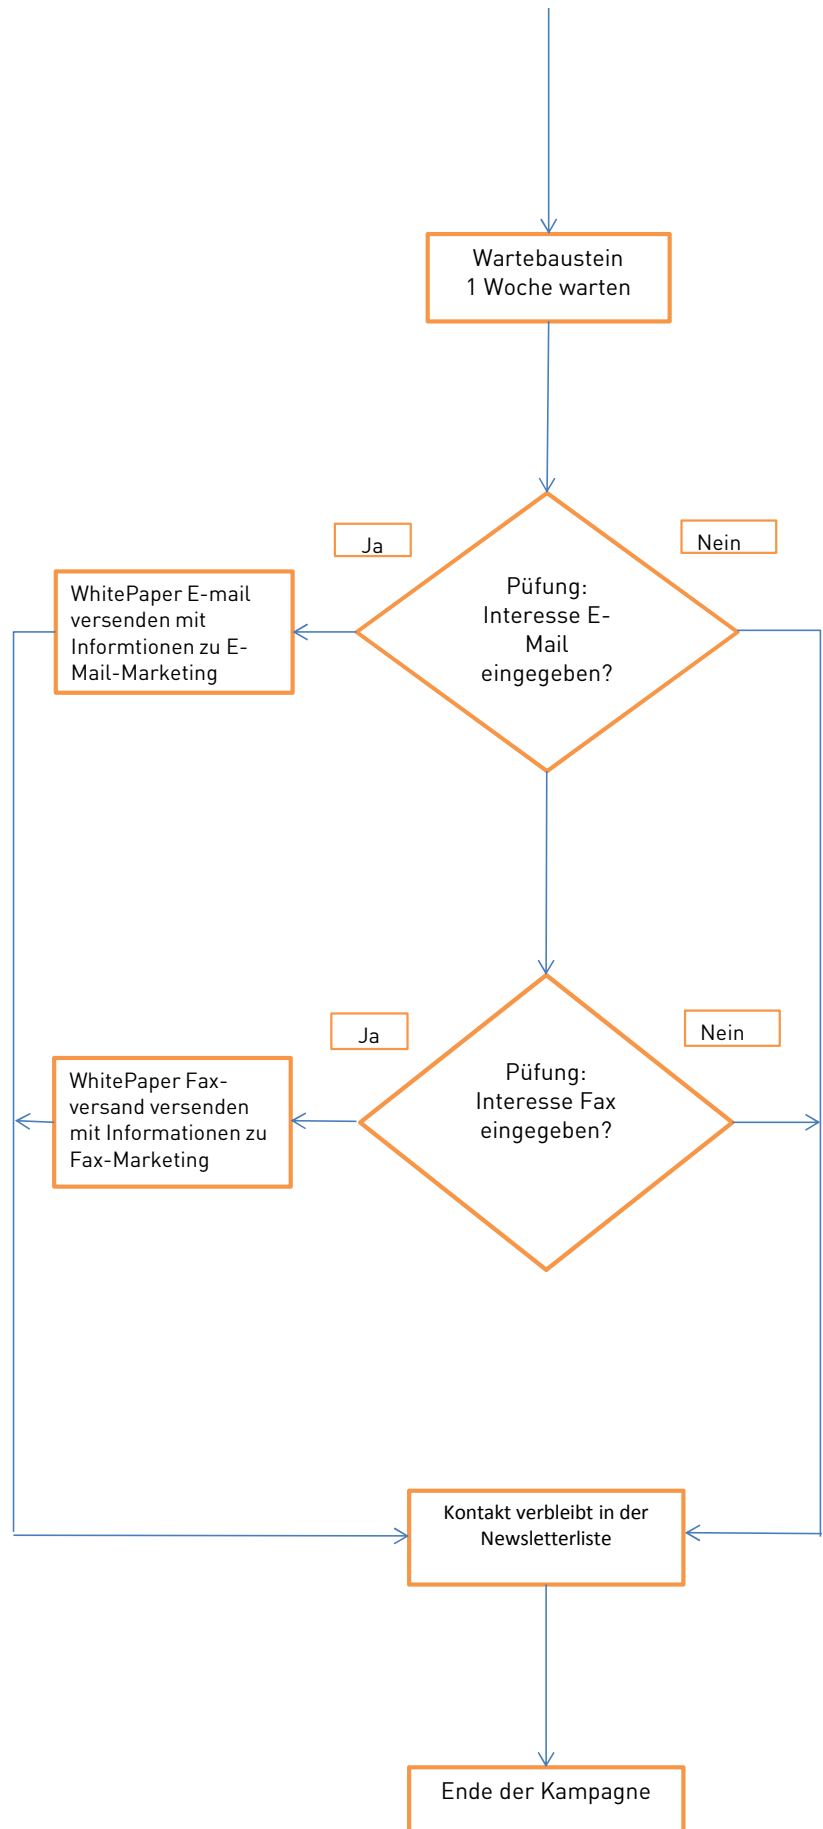 Wartebaustein
1 Woche warten
Ja
Nein
Püfung:
Interesse E-
Mail
eingegeben?
WhitePaper E-mail
versenden mit
Informtionen zu E-
Mail-Marketing
Ja
Nein
Püfung:
Interesse Fax
eingegeben?
WhitePaper Fax-
versand versenden
mit Informationen zu
Fax-Marketing
Kontakt verbleibt in der
Newsletterliste
Ende der Kampagne